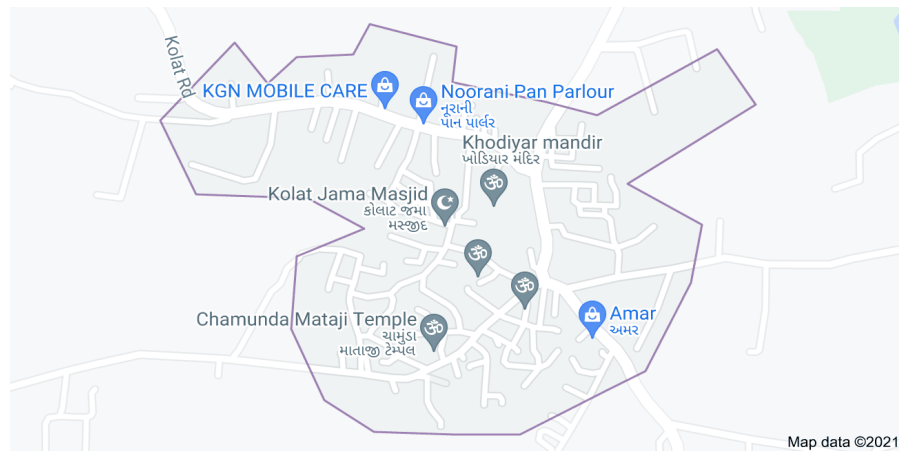 Kolat Rd
KGN MOBILE CARE
Noorani Pan Parlour
નૂરાની
પાન પાર્લર
Khodiyar mandir
ખોડિયાર મંદિર
Kolat Jama Masjid
કોલાટ જમા
મસ્જીદ
Amar
અમર
Chamunda Mataji Temple
ચામુંડા
માતાજી ટેમ્પલ
Map data ©2021